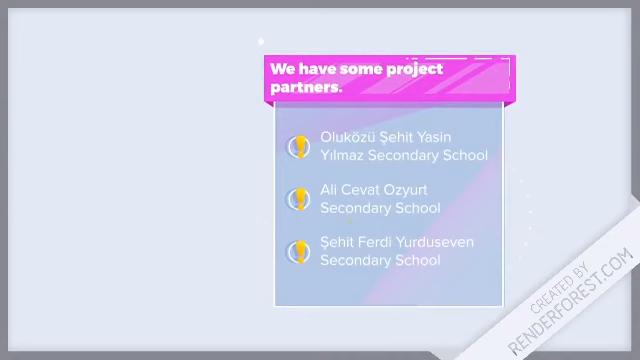 We have some project
partners.
Oluközü Şehit Yasin
Yılmaz Secondary School
Ali Cevat Ozyurt
Secondary School
Şehit Ferdi Yurduseven
Secondary School
CREATED BY
RENDERFOREST.COM